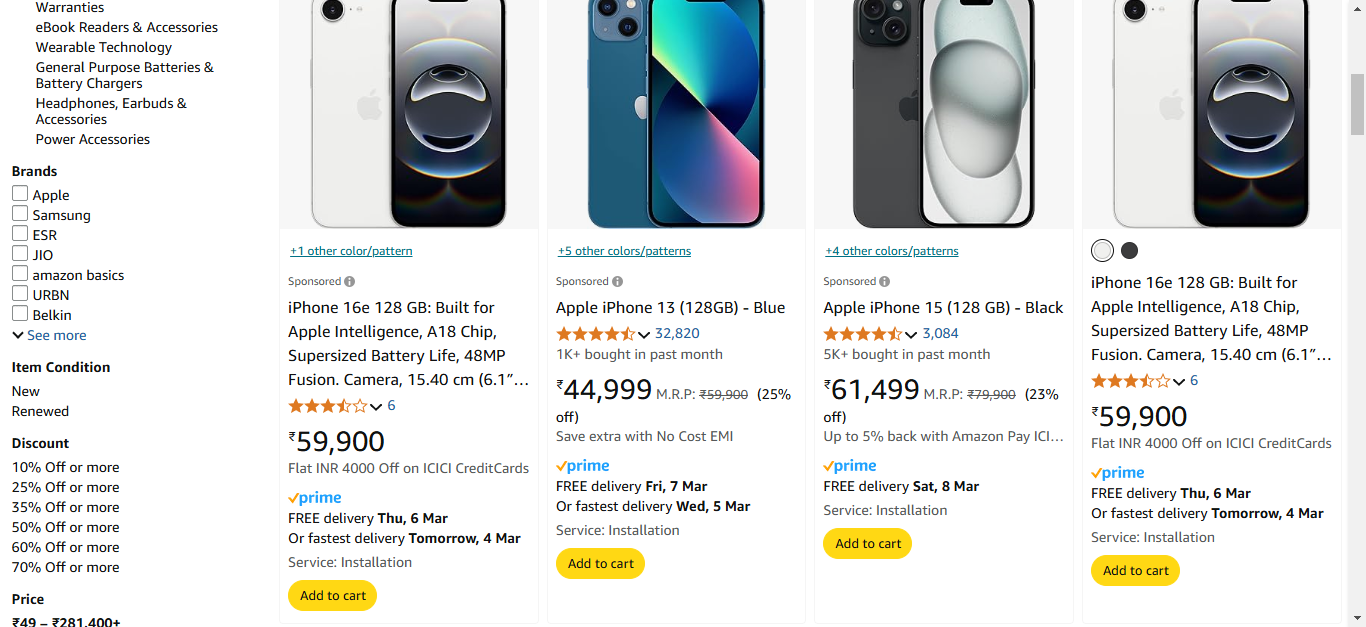 Warranties
eBook Readers & Accessories
Wearable Technology
General Purpose Batteries &
Battery Chargers
Headphones, Earbuds &
Accessories
Power Accessories
Brands
Apple
Samsung
ESR
JIO
amazon basics
URBN
Belkin
See more
Item Condition
New
Renewed
Discount
10% Off or more
25% Off or more
35% Off or more
50% Off or more
60% Off or more
70% Off or more
Price
₹49 – ₹281,400+
+1 other color/pattern
Sponsored
iPhone 16e 128 GB: Built for
Apple Intelligence, A18 Chip,
Supersized Battery Life, 48MP
Fusion. Camera, 15.40 cm (6.1″…
6
₹59,900
Flat INR 4000 Off on ICICI CreditCards
prime
FREE delivery Thu, 6 Mar
Or fastest delivery Tomorrow, 4 Mar
Service: Installation
Add to cart
+5 other colors/patterns
Sponsored
Apple iPhone 13 (128GB) - Blue
32,820
1K+ bought in past month
₹44,999 M.R.P: ₹59,900 (25%
off)
Save extra with No Cost EMI
prime
FREE delivery Fri, 7 Mar
Or fastest delivery Wed, 5 Mar
Service: Installation
Add to cart
+4 other colors/patterns
Sponsored
Apple iPhone 15 (128 GB) - Black
3,084
5K+ bought in past month
₹61,499 M.R.P: ₹79,900 (23%
off)
Up to 5% back with Amazon Pay ICI…
prime
FREE delivery Sat, 8 Mar
Service: Installation
Add to cart
iPhone 16e 128 GB: Built for
Apple Intelligence, A18 Chip,
Supersized Battery Life, 48MP
Fusion. Camera, 15.40 cm (6.1″…
6
₹59,900
Flat INR 4000 Off on ICICI CreditCards
prime
FREE delivery Thu, 6 Mar
Or fastest delivery Tomorrow, 4 Mar
Service: Installation
Add to cart